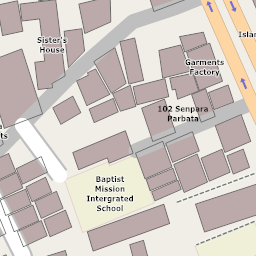 Sister's
House
Garments
Factory
102 Senpara
Parbata
Baptist
Mission
Intergrated
School